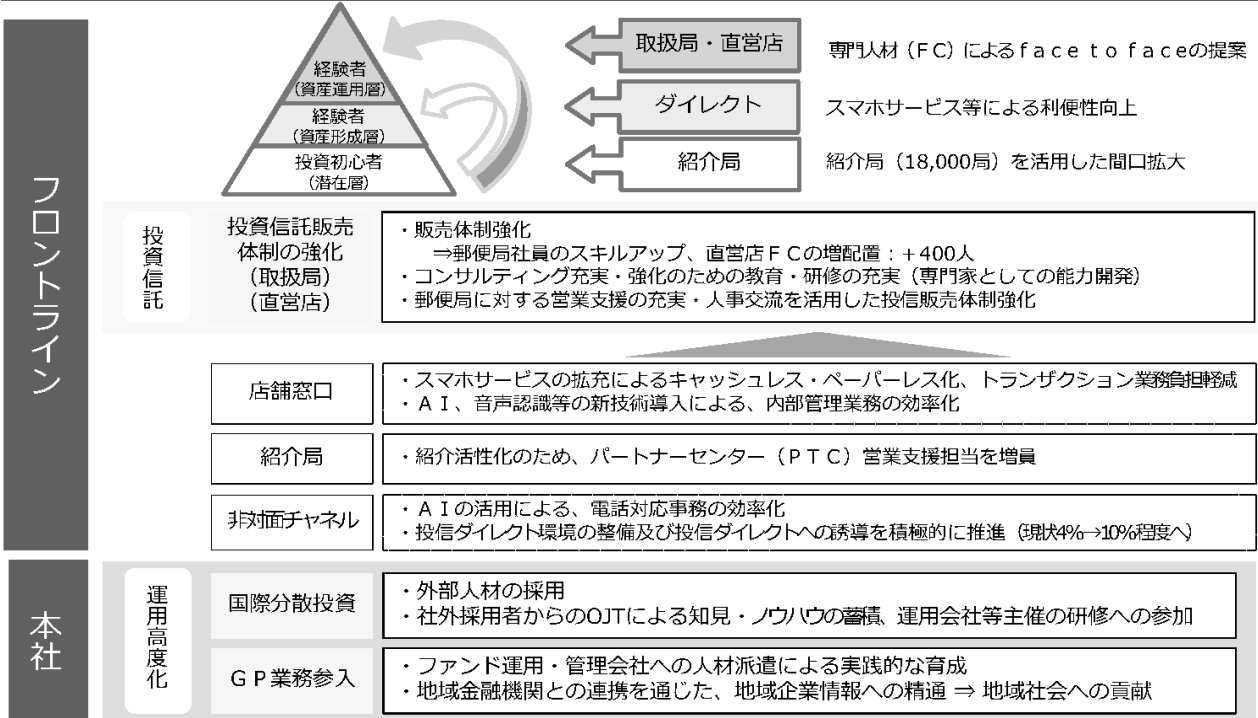 経験者
(資産運用層)
経験者
(資産形成層)
投資初心者
(潜在層)
取扱局・直営店
専門人材(FC)によるface to faceの提案
ダイレクト
スマホサービス等による利便性向上
紹介局
紹介局(18,000局)を活用した間口拡大
フロントライン
投資信託
投資信託販売
体制の強化
(取扱局)
(直営店)
・販売体制強化
⇒郵便局社員のスキルアップ、直営店FCの増配置:+400人
・コンサルティング充実・強化のための教育・研修の充実(専門家としての能力開発)
・郵便局に対する営業支援の充実・人事交流を活用した投信販売体制強化
店舗窓口
・スマホサービスの拡充によるキャッシュレス・ペーパーレス化、トランザクション業務負担軽減
・AI、音声認識等の新技術導入による、内部管理業務の効率化
紹介局
・紹介活性化のため、パートナーセンター(PTC)営業支援担当を増員
非対面チャネル
・AIの活用による、電話対応事務の効率化
・投信ダイレクト環境の整備及び投信ダイレクトへの誘導を積極的に推進(現状4%→10%程度へ)
本社
運用高度化
国際分散投資
・外部人材の採用
・社外採用者からのOJTによる知見・ノウハウの蓄積、運用会社等主催の研修への参加
GP業務参入
・ファンド運用・管理会社への人材派遣による実践的な育成
・地域金融機関との連携を通じた、地域企業情報への精通 ⇒ 地域社会への貢献